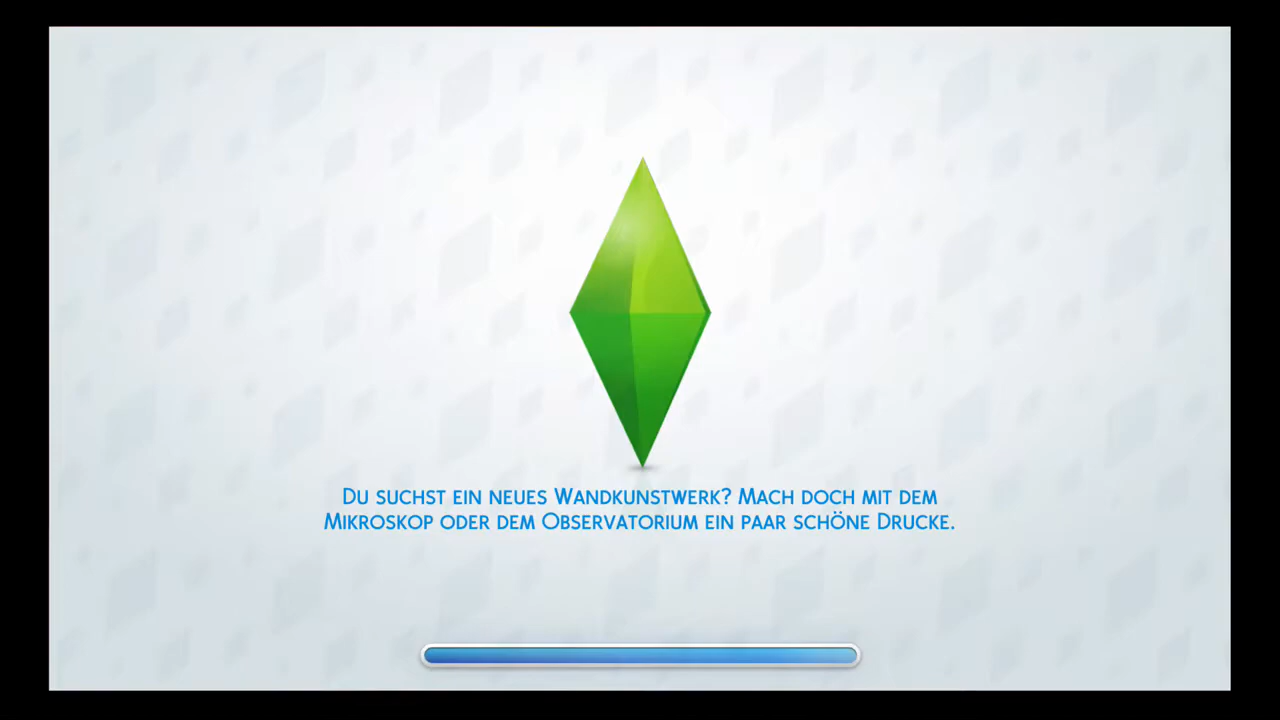 Du suchst ein neues Wandkunstwerk? Mach doch mit dem
Mikroskop oder dem Observatorium ein paar schöne Drucke.